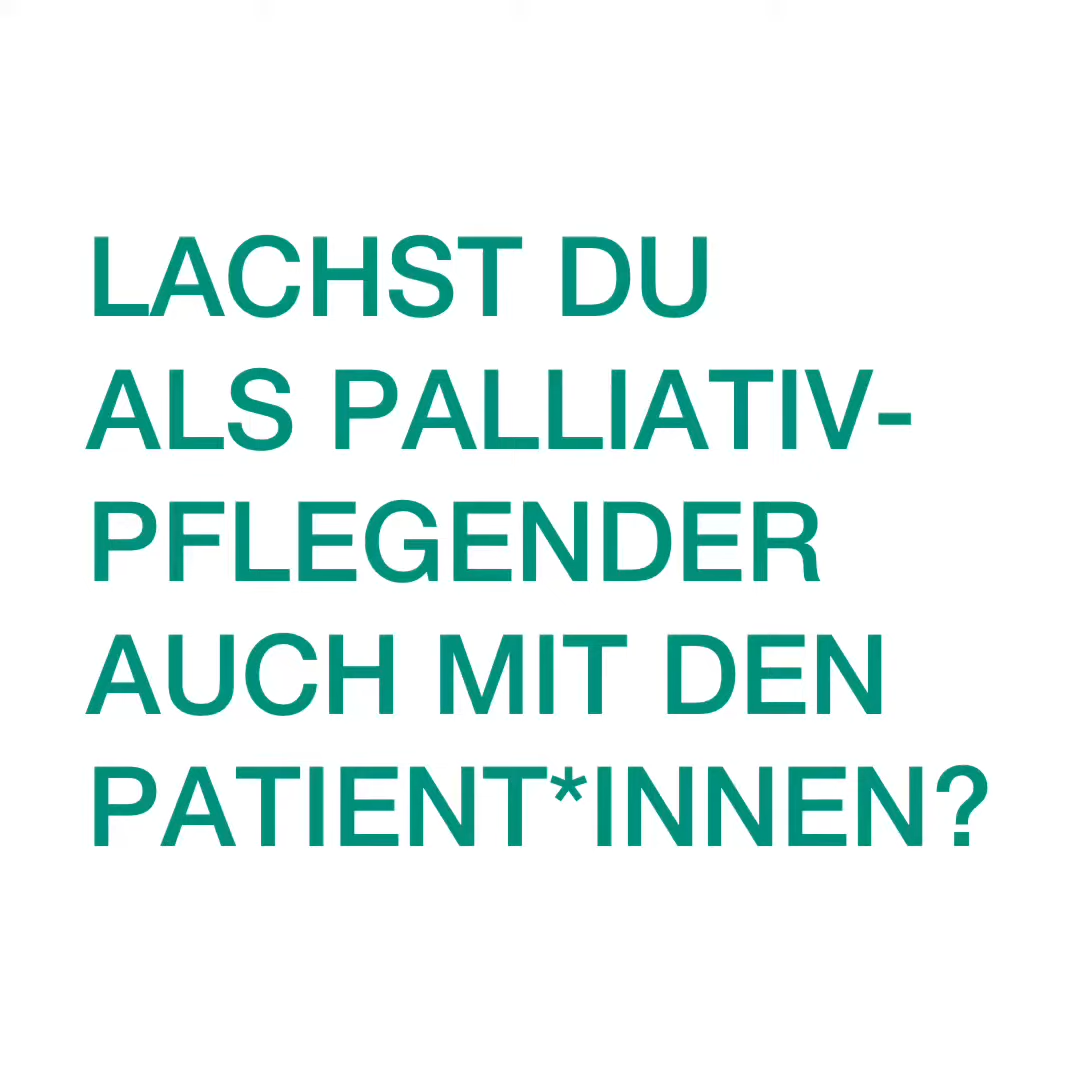 LACHST DU
ALS PALLIATIV-
PFLEGENDER
AUCH MIT DEN
PATIENT*INNEN?